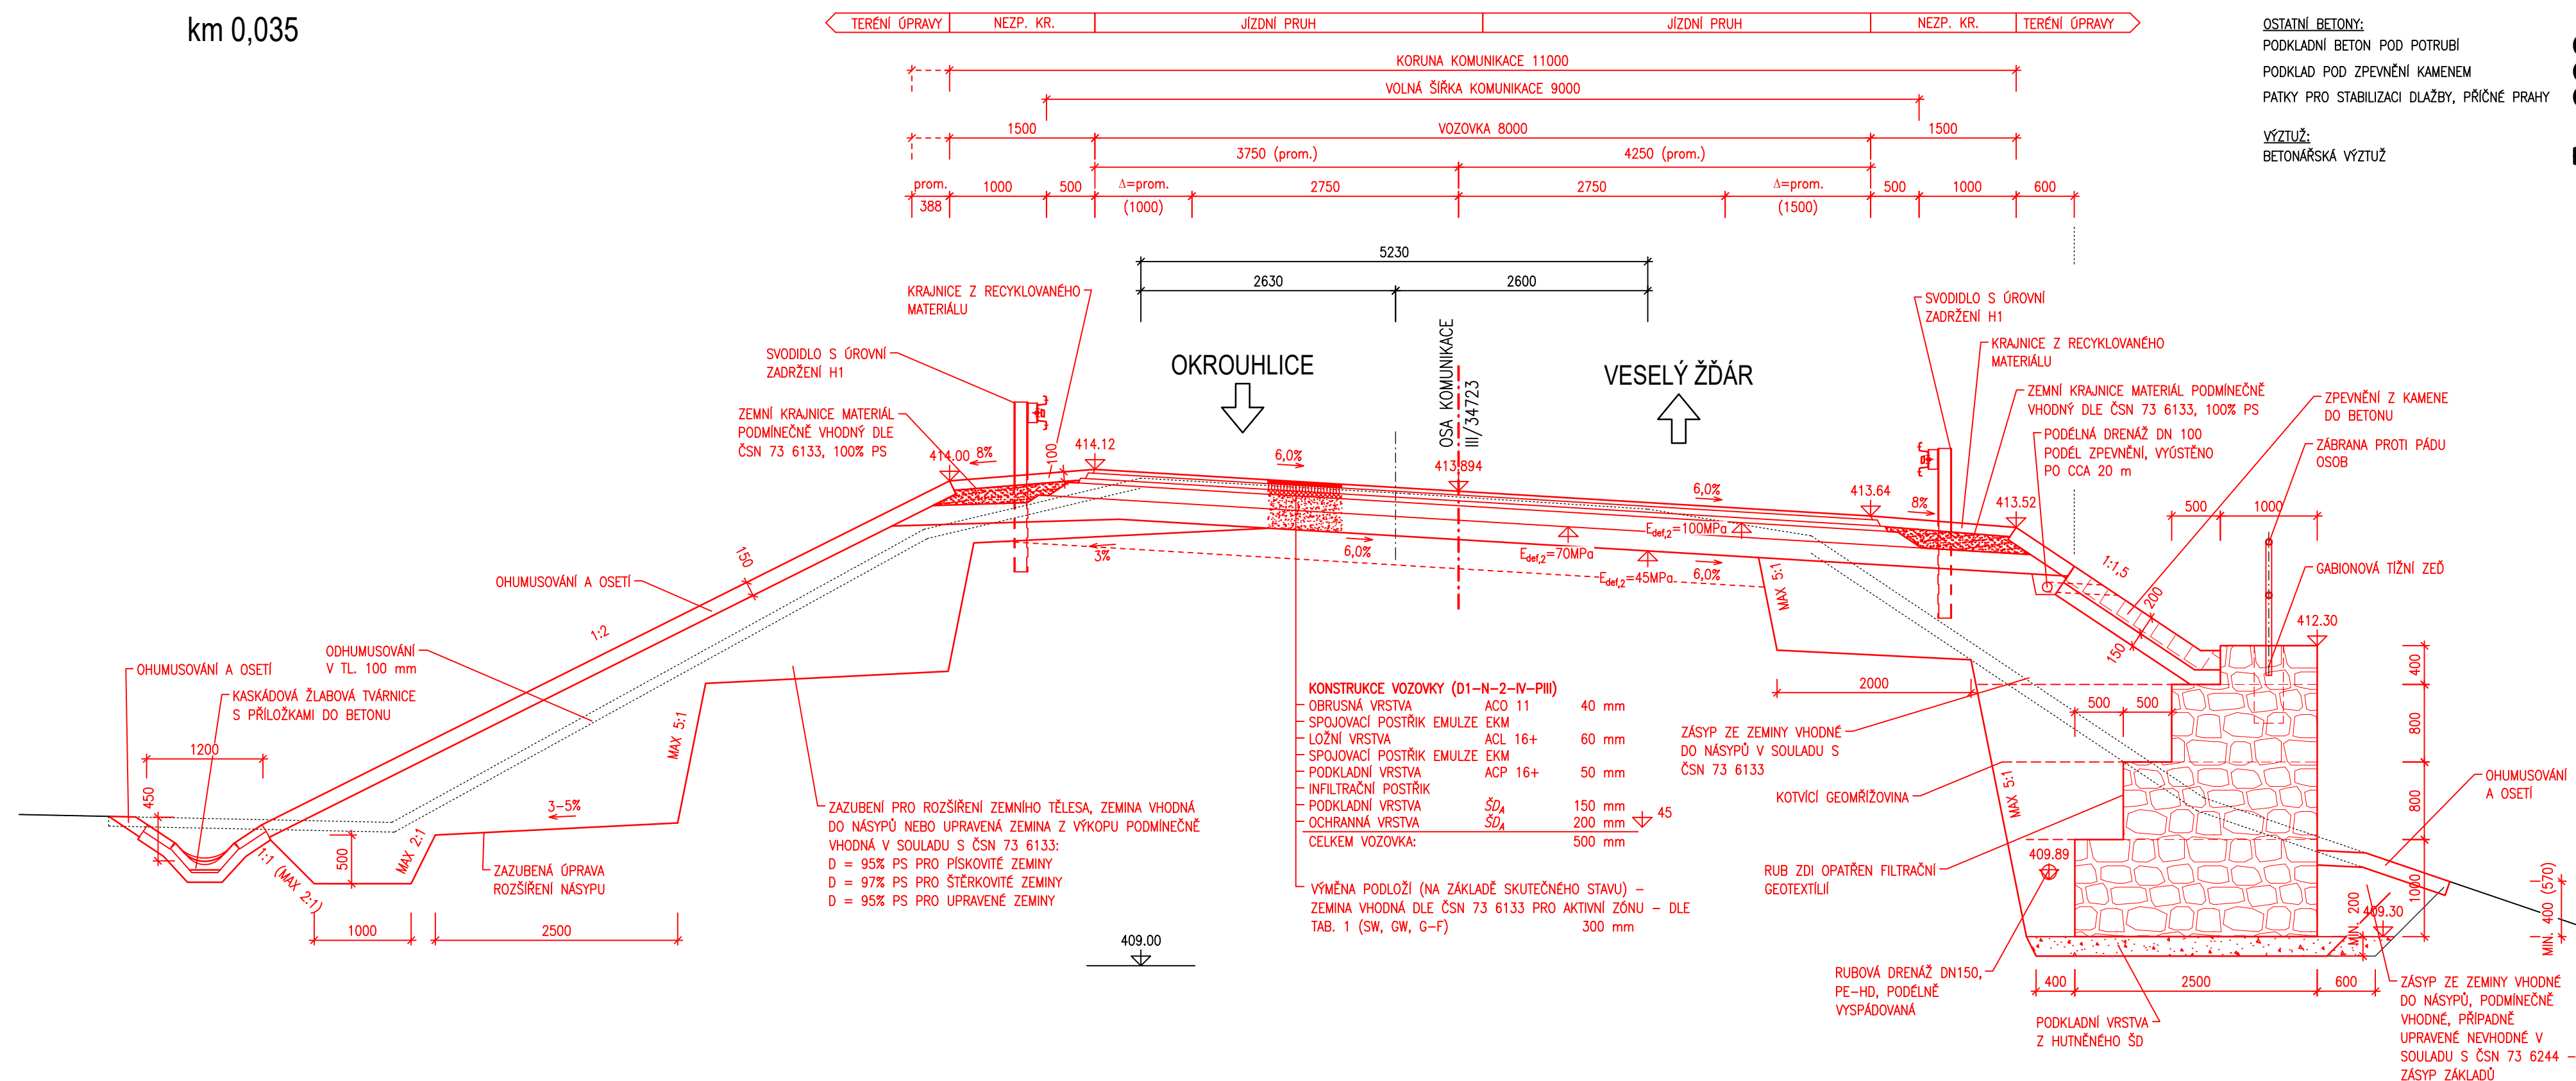 km 0,035
TERÉNÍ ÚPRAVY
NEZP. KR.
JÍZDNÍ PRUH
JÍZDNÍ PRUH
NEZP. KR.
TERÉNÍ ÚPRAVY
KORUNA KOMUNIKACE 11000
VOLNÁ ŠÍŘKA KOMUNIKACE 9000
1500
VOZOVKA 8000
1500
3750 (prom.)
4250 (prom.)
prom.
388
1000
500
Δ=prom.
(1000)
2750
2750
Δ=prom.
(1500)
500
1000
600
OSTATNÍ BETONY:
PODKLADNÍ BETON POD POTRUBÍ
PODKLAD POD ZPEVNĚNÍ KAMENEM
PATKY PRO STABILIZACI DLAŽBY, PŘÍČNÉ PRAHY
VÝZTUŽ:
BETONÁŘSKÁ VÝZTUŽ
5230
2630
2600
KRAJNICE Z RECYKLOVANÉHO
MATERIÁLU
SVODIDLO S ÚROVNÍ
ZADRŽENÍ H1
ZEMNÍ KRAJNICE MATERIÁL
PODMÍNEČNĚ VHODNÝ DLE
ČSN 73 6133, 100% PS
OKROUHLICE
OSA KOMUNIKACE
III/34723
VESELÝ ŽĎÁR
SVODIDLO S ÚROVNÍ
ZADRŽENÍ H1
KRAJNICE Z RECYKLOVANÉHO
MATERIÁLU
ZEMNÍ KRAJNICE MATERIÁL PODMÍNEČNĚ
VHODNÝ DLE ČSN 73 6133, 100% PS
PODÉLNÁ DRENÁŽ DN 100
PODÉL ZPEVNĚNÍ, VYÚSTĚNO
PO CCA 20 m
ZPEVNĚNÍ Z KAMENE
DO BETONU
ZÁBRANA PROTI PÁDU
OSOB
GABIONOVÁ TÍŽNÍ ZEĎ
414.00
8%
100
414.12
6,0%
413.894
6,0%
413.64
8%
413.52
500
1000
3%
6,0%
Edef,2=100MPa
Edef,2=70MPa
Edef,2=45MPa
6,0%
MAX 5:1
1:1,5
200
150
412.30
150
OHUMUSOVÁNÍ A OSETÍ
1:2
ODHUMUSOVÁNÍ
V TL. 100 mm
OHUMUSOVÁNÍ A OSETÍ
KASKÁDOVÁ ŽLABOVÁ TVÁRNICE
S PŘÍLOŽKAMI DO BETONU
1200
450
1:1 (MAX 2:1)
500
MAX 2:1
3-5%
MAX 5:1
ZAZUBENÁ ÚPRAVA
ROZŠÍŘENÍ NÁSYPU
1000
2500
ZAZUBENÍ PRO ROZŠÍŘENÍ ZEMNÍHO TĚLESA, ZEMINA VHODNÁ
DO NÁSYPŮ NEBO UPRAVENÁ ZEMINA Z VÝKOPU PODMÍNEČNĚ
VHODNÁ V SOULADU S ČSN 73 6133:
D = 95% PS PRO PÍSKOVITÉ ZEMINY
D = 97% PS PRO ŠTĚRKOVITÉ ZEMINY
D = 95% PS PRO UPRAVENÉ ZEMINY
409.00
KONSTRUKCE VOZOVKY (D1-N-2-IV-PIII)
OBRUSNÁ VRSTVA ACO 11 40 mm
SPOJOVACÍ POSTŘIK EMULZE EKM
LOŽNÍ VRSTVA ACL 16+ 60 mm
SPOJOVACÍ POSTŘIK EMULZE EKM
PODKLADNÍ VRSTVA ACP 16+ 50 mm
INFILTRAČNÍ POSTŘIK
PODKLADNÍ VRSTVA ŠDA 150 mm
OCHRANNÁ VRSTVA ŠDA 200 mm 45
CELKEM VOZOVKA: 500 mm
VÝMĚNA PODLOŽÍ (NA ZÁKLADĚ SKUTEČNÉHO STAVU) -
ZEMINA VHODNÁ DLE ČSN 73 6133 PRO AKTIVNÍ ZÓNU - DLE
TAB. 1 (SW, GW, G-F) 300 mm
2000
ZÁSYP ZE ZEMINY VHODNÉ
DO NÁSYPŮ V SOULADU S
ČSN 73 6133
KOTVÍCÍ GEOMŘÍŽOVINA
MAX 5:1
RUB ZDI OPATŘEN FILTRAČNÍ
GEOTEXTÍLIÍ
500
500
409.89
400
800
800
1000
OHUMUSOVÁNÍ
A OSETÍ
MIN. 200
409.30
MIN. 400 (570)
RUBOVÁ DRENÁŽ DN150,
PE-HD, PODÉLNĚ
VYSPÁDOVANÁ
400
2500
600
PODKLADNÍ VRSTVA
Z HUTNĚNÉHO ŠD
ZÁSYP ZE ZEMINY VHODNÉ
DO NÁSYPŮ, PODMÍNEČNĚ
VHODNÉ, PŘÍPADNĚ
UPRAVENÉ NEVHODNÉ V
SOULADU S ČSN 73 6244 -
ZÁSYP ZÁKLADŮ